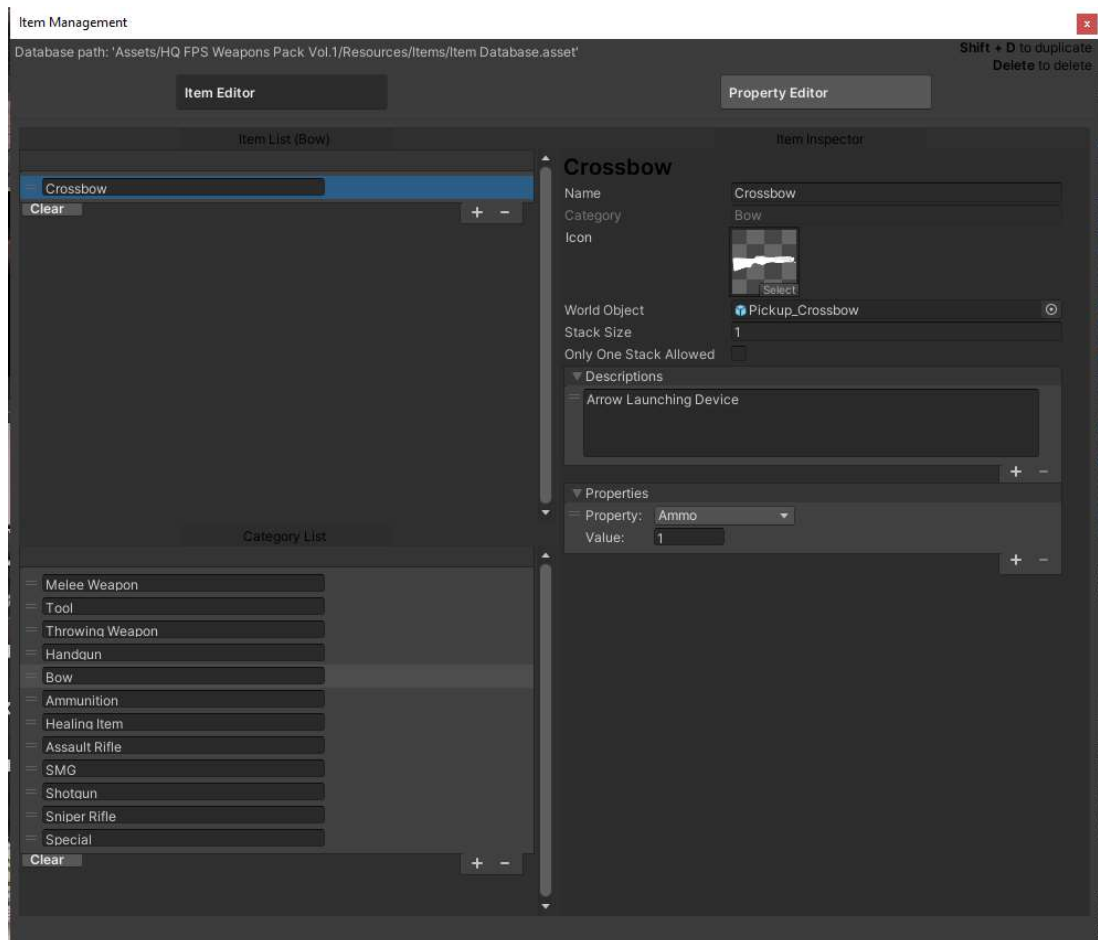 Item Management
Database path: 'Assets/HQ FPS Weapons Pack Vol.1/Resources/Items/Item Database.asset'
Shift + D to duplicate
Delete to delete
Item Editor
Property Editor
Item List (Bow)
Crossbow
Clear
+ -
Category List
Melee Weapon
Tool
Throwing Weapon
Handgun
Bow
Ammunition
Healing Item
Assault Rifle
SMG
Shotgun
Sniper Rifle
Special
Clear
+ -
Item Inspector
Crossbow
Name Crossbow
Category Bow
Icon
Select
World Object Pickup_Crossbow
Stack Size 1
Only One Stack Allowed
Descriptions
Arrow Launching Device
+ -
Properties
Property: Ammo
Value: 1
+ -